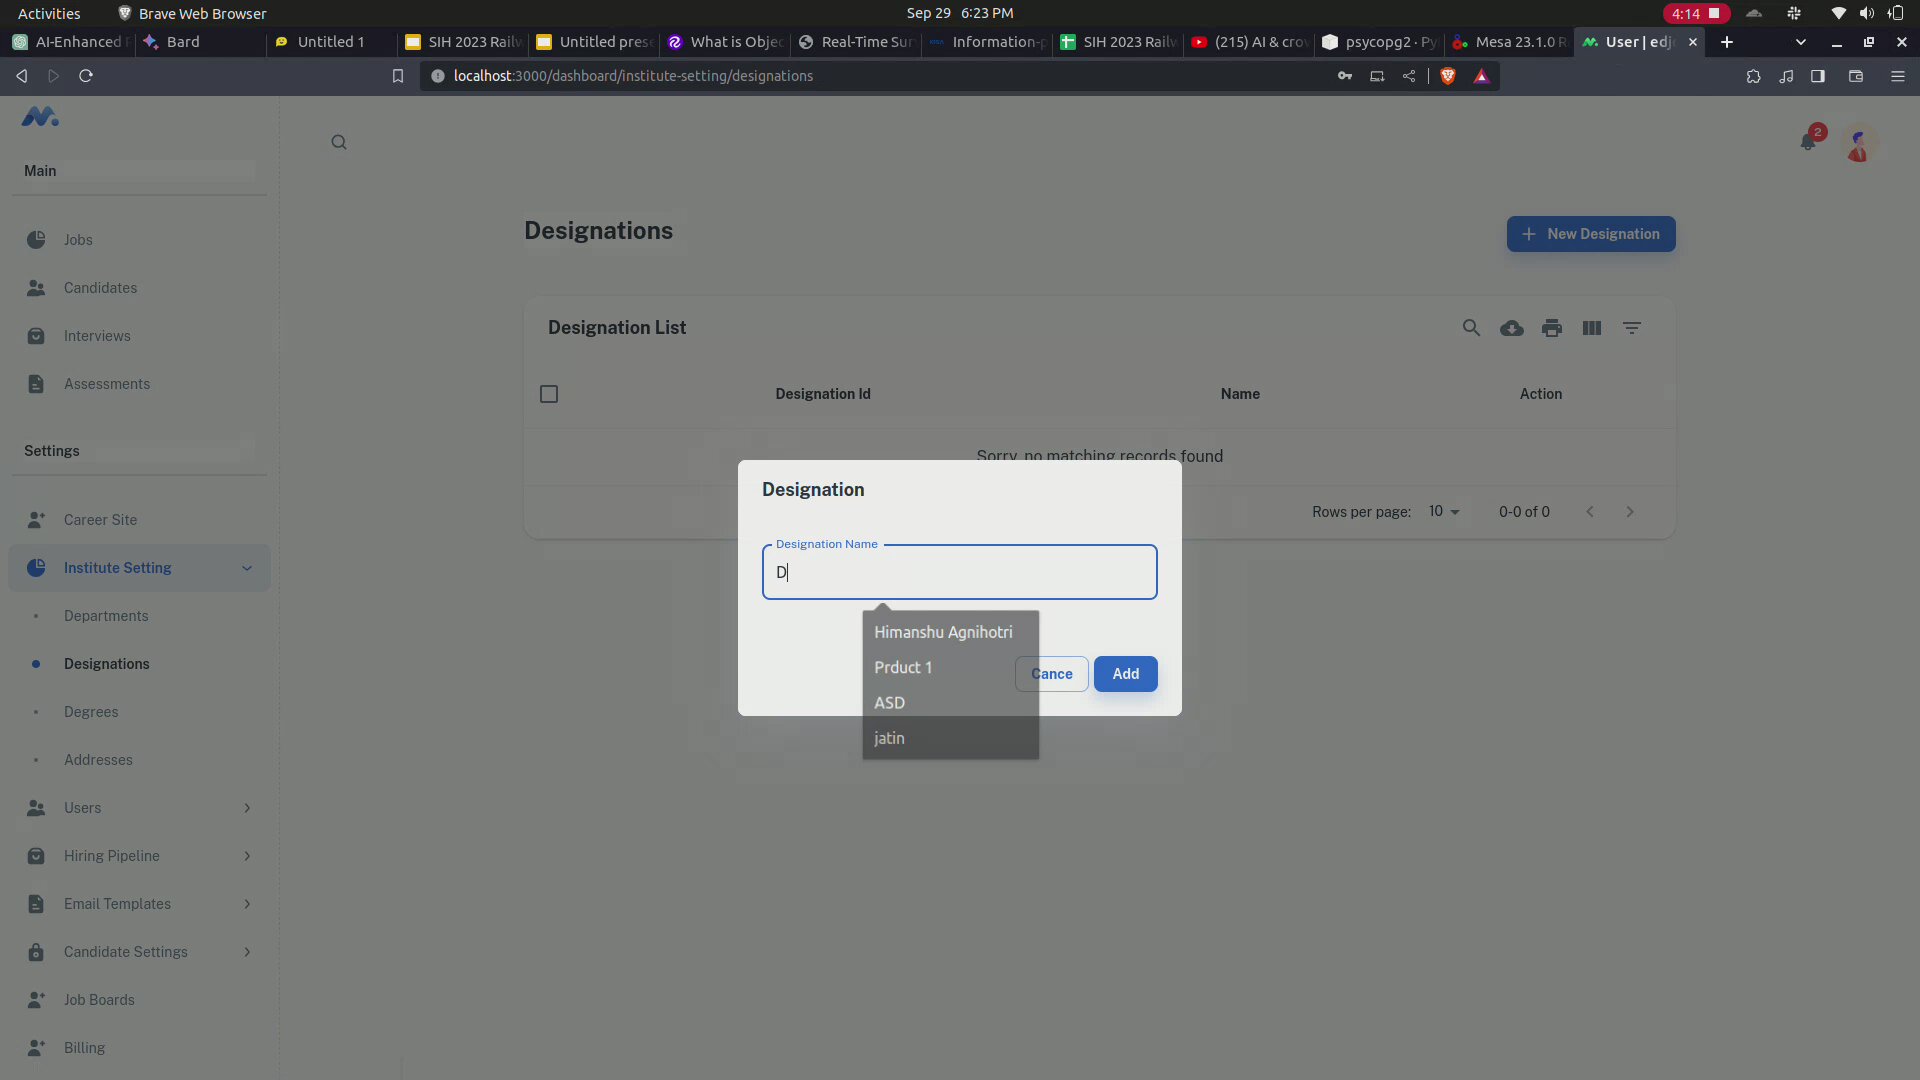 Activities
Brave Web Browser
Sep 29 6:23 PM
4:14
AI-Enhanced
Bard
Untitled 1
SIH 2023 Railw
Untitled prese
What is Objec
Real-Time Sur
Information-p
SIH 2023 Railw
(215) AI & crow
psycopg2 · Py
Mesa 23.1.0 R
User | edj
localhost:3000/dashboard/institute-setting/designations
2
Main
Jobs
Candidates
Interviews
Assessments
Settings
Career Site
Institute Setting
Departments
Designations
Degrees
Addresses
Users
Hiring Pipeline
Email Templates
Candidate Settings
Job Boards
Billing
Designations
New Designation
Designation List
Designation Id
Name
Action
Sorry, no matching records found
Rows per page:
10
0-0 of 0
Designation
Designation Name
D
Himanshu Agnihotri
Prduct 1
ASD
jatin
Cance
Add